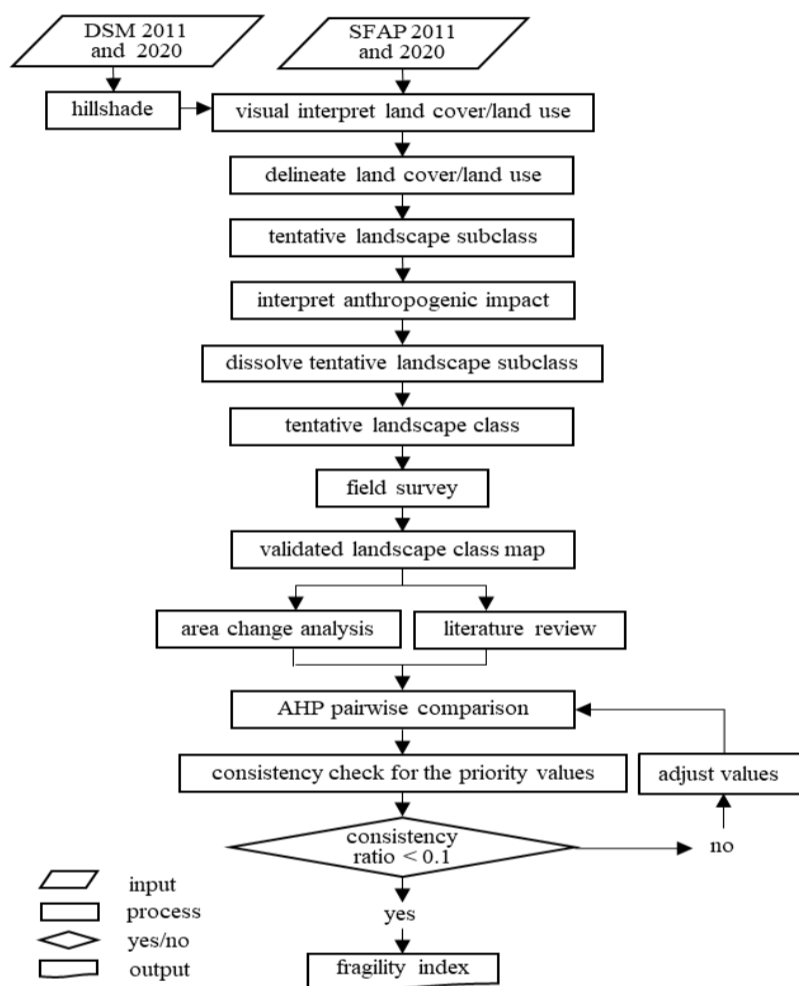 DSM 2011
and 2020
SFAP 2011
and 2020
hillshade
visual interpret land cover/land use
delineate land cover/land use
tentative landscape subclass
interpret anthropogenic impact
dissolve tentative landscape subclass
tentative landscape class
field survey
validated landscape class map
area change analysis
literature review
AHP pairwise comparison
consistency check for the priority values
adjust values
consistency
ratio < 0.1
no
yes
fragility index
input
process
yes/no
output